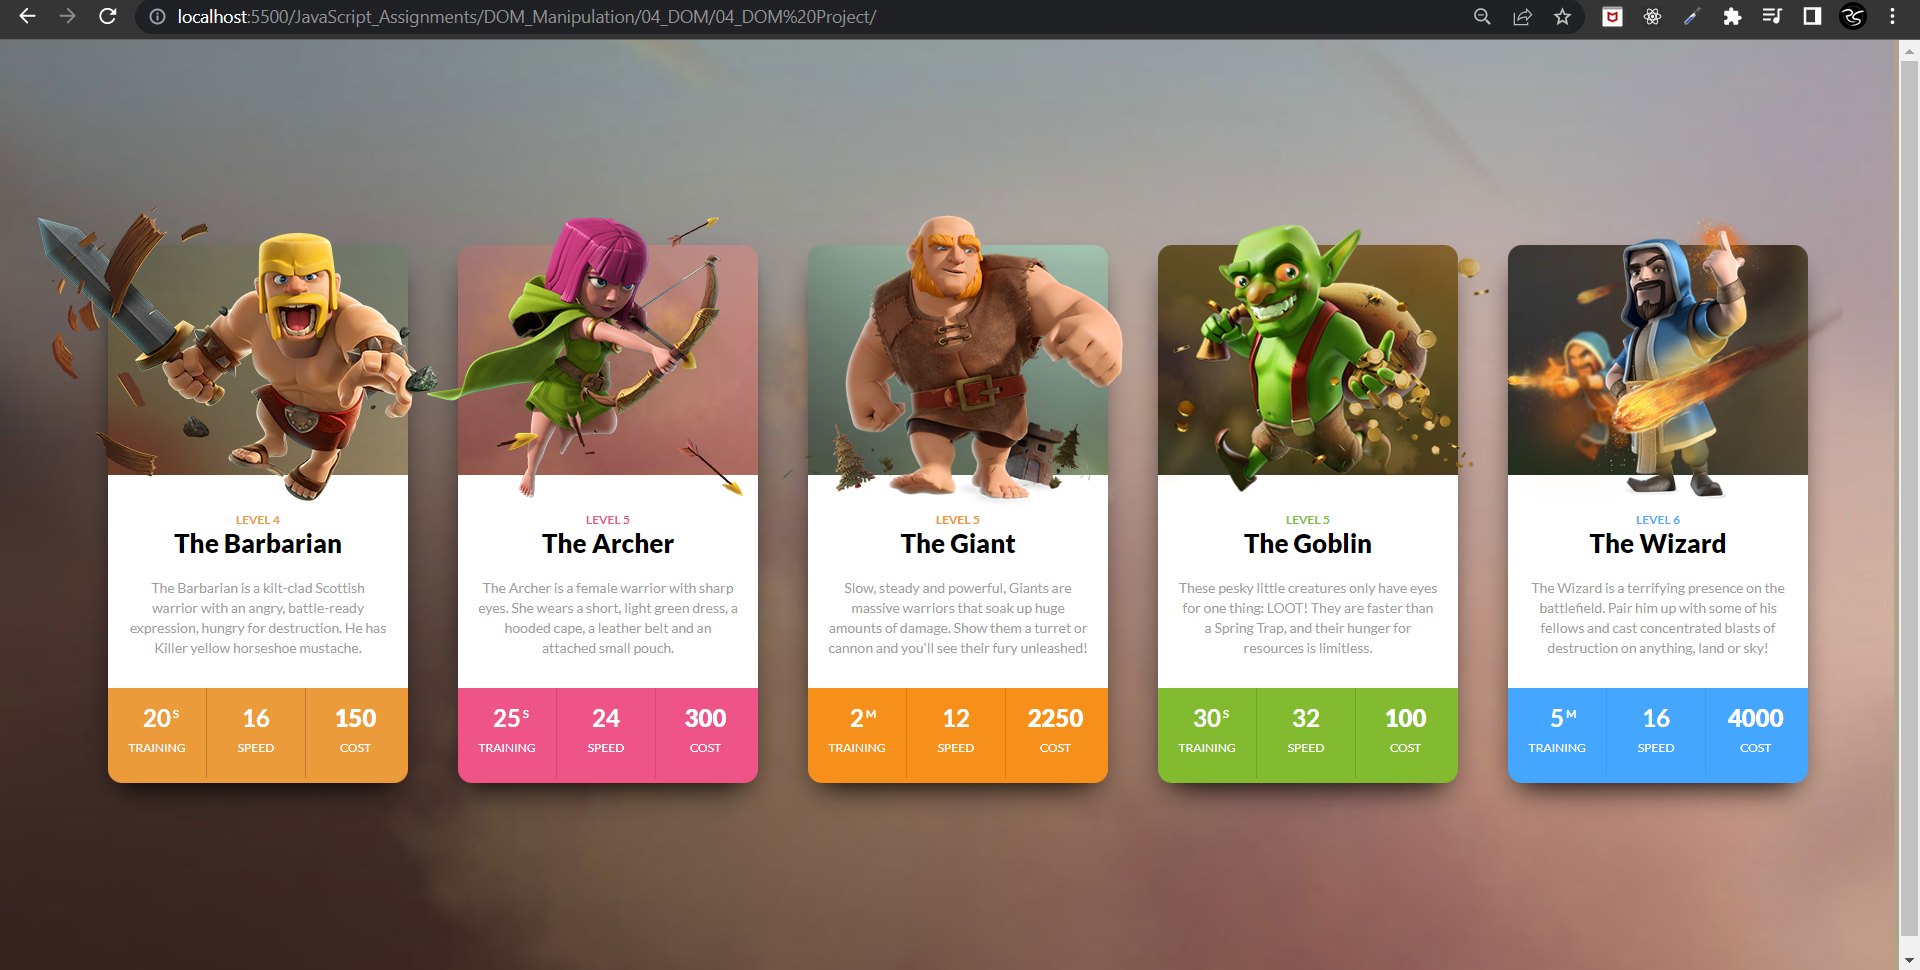 localhost:5500/JavaScript_Assignments/DOM_Manipulation/04_DOM/04_DOM%20Project/
LEVEL 4
The Barbarian
The Barbarian is a kilt-clad Scottish
warrior with an angry, battle-ready
expression, hungry for destruction. He has
Killer yellow horseshoe mustache.
20S
TRAINING
16
SPEED
150
COST
LEVEL 5
The Archer
The Archer is a female warrior with sharp
eyes. She wears a short, light green dress, a
hooded cape, a leather belt and an
attached small pouch.
25S
TRAINING
24
SPEED
300
COST
LEVEL 5
The Giant
Slow, steady and powerful, Giants are
massive warriors that soak up huge
amounts of damage. Show them a turret or
cannon and you'll see their fury unleashed!
2M
TRAINING
12
SPEED
2250
COST
LEVEL 5
The Goblin
These pesky little creatures only have eyes
for one thing: LOOT! They are faster than
a Spring Trap, and their hunger for
resources is limitless.
30S
TRAINING
32
SPEED
100
COST
LEVEL 6
The Wizard
The Wizard is a terrifying presence on the
battlefield. Pair him up with some of his
fellows and cast concentrated blasts of
destruction on anything, land or sky!
5M
TRAINING
16
SPEED
4000
COST